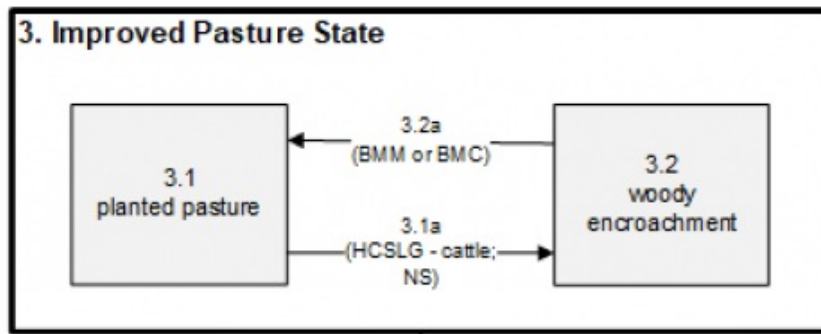 3. Improved Pasture State
3.2a
(BMM or BMC)
3.1
planted pasture
3.2
woody
encroachment
3.1a
(HCSLG - cattle;
NS)